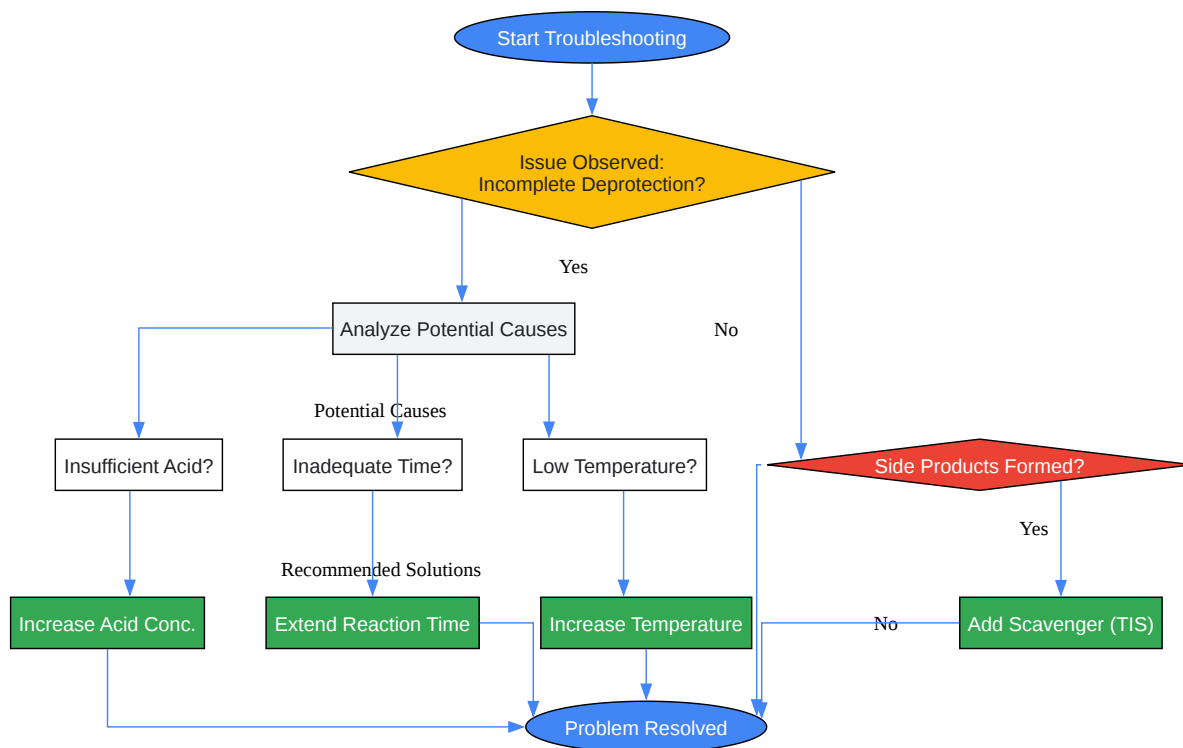 Start Troubleshooting
Issue Observed:
Incomplete Deprotection?
Yes
No
Analyze Potential Causes
Potential Causes
Insufficient Acid?
Inadequate Time?
Low Temperature?
Side Products Formed?
Yes
Recommended Solutions
Increase Acid Conc.
Extend Reaction Time
Increase Temperature
No
Add Scavenger (TIS)
Problem Resolved